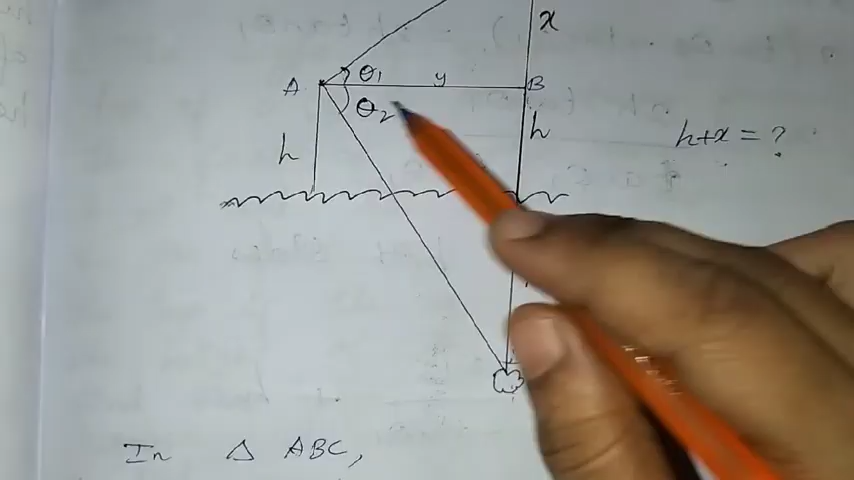 x
A θ₁ y B
θ₂
h h h+x = ?
In Δ ABC,